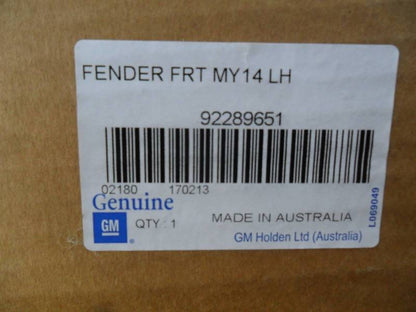 FENDER FRT MY14 LH
92289651
02180 170213
Genuine
GM QTY : 1 MADE IN AUSTRALIA
GM Holden Ltd (Australia)
L069049